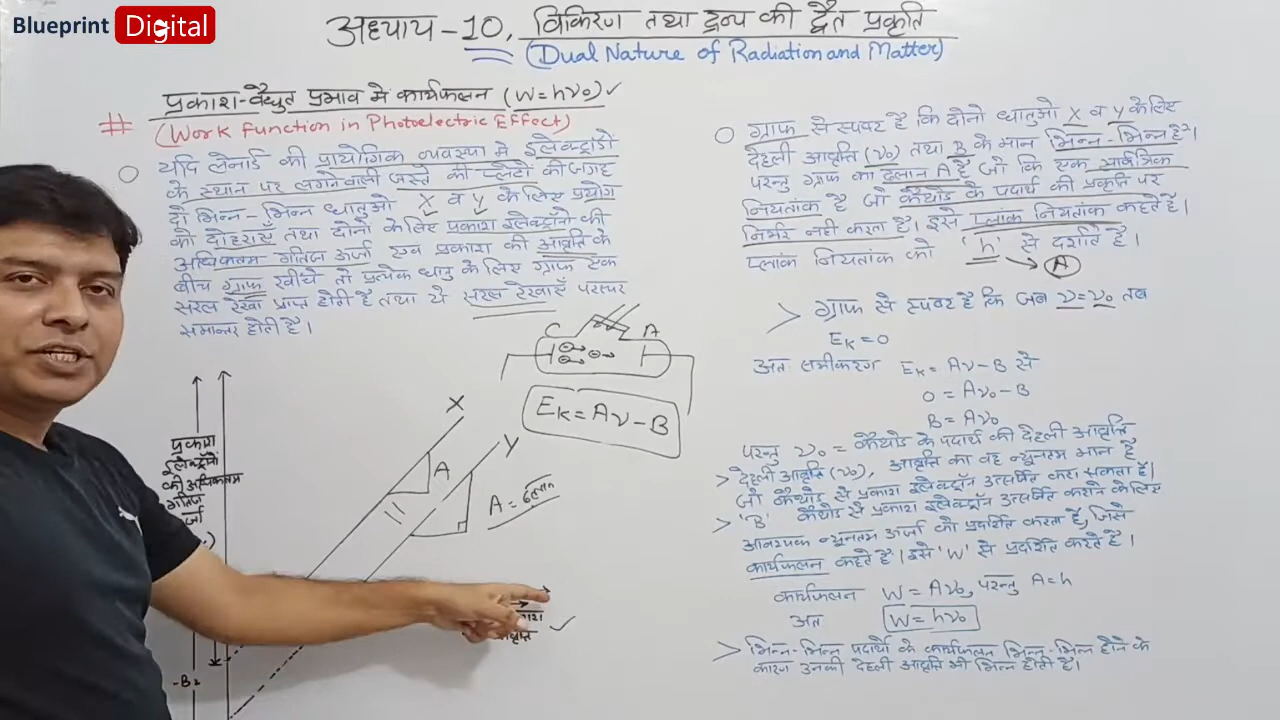 Blueprint Digital
अध्याय-10, विकिरण तथा द्रव्य की द्वैत प्रकृति
(Dual Nature of Radiation and Matter)
प्रकाश-वैद्युत प्रभाव मे कार्यफलन (W=hν₀) ✓
# (Work Function in Photoelectric Effect)
○ यदि लेनार्ड की प्रायोगिक व्यवस्था मे इलेक्ट्रोडो
के स्थान पर लगने वाली जस्ते की प्लेटो की जगह
दो भिन्न-भिन्न धातुओ X व Y के लिए प्रयोग
को दोहराएँ तथा दोनो के लिए प्रकाश इलेक्ट्रॉनो की
अधिकतम गतिज ऊर्जा एव प्रकाश की आवृत्ति के
बीच ग्राफ खींचे तो प्रत्येक धातु के लिए ग्राफ एक
सरल रेखा प्राप्त होती है तथा ये सरल रेखाएँ परस्पर
समान्तर होती है।
C A
Eₖ = Aν - B
X
Y
A
A = ढलान
प्रकाश
इलेक्ट्रॉनो
की अधिकतम
गतिज
-B₂
○ ग्राफ से स्पष्ट है कि दोनो धातुओ X व Y के लिए
देहली आवृत्ति (ν₀) तथा B के मान भिन्न-भिन्न है।
परन्तु ग्राफ का ढलान A है जो कि एक सार्वत्रिक
नियतांक है जो कैथोड के पदार्थ की प्रकृति पर
निर्भर नही करता है। इसे प्लांक नियतांक कहते है।
प्लांक नियतांक को 'h' से दर्शाते है।
A
> ग्राफ से स्पष्ट है कि जब ν=ν₀ तब
Eₖ=0
अतः समीकरण Eₖ = Aν - B से
0 = Aν₀ - B
B = Aν₀
परन्तु ν₀ = कैथोड के पदार्थ की देहली आवृत्ति
> देहली आवृत्ति (ν₀), आवृत्ति का वह न्यूनतम मान है
जो कैथोड से प्रकाश इलेक्ट्रॉन उत्सर्जित करा सकता है।
> 'B' कैथोड से प्रकाश इलेक्ट्रॉन उत्सर्जित कराने के लिए
आवश्यक न्यूनतम ऊर्जा को प्रदर्शित करता है, जिसे
कार्यफलन कहते है। इसे 'W' से प्रदर्शित करते है।
कार्यफलन W = Aν₀, परन्तु A=h
अतः W = hν₀
> भिन्न-भिन्न पदार्थो के कार्यफलन भिन्न-भिन्न होने के
कारण उनकी देहली आवृत्ति भी भिन्न होती है।